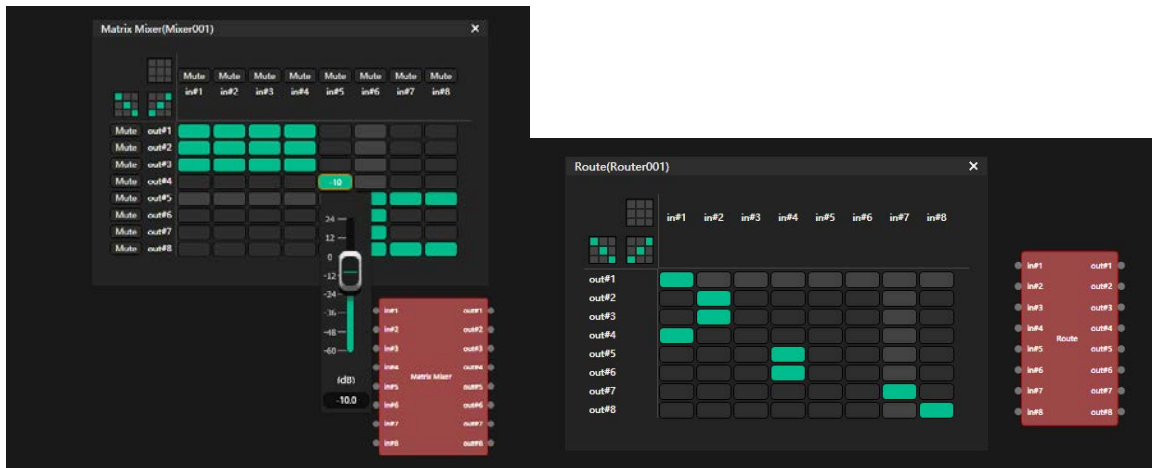 Matrix Mixer(Mixer001) ×
Mute Mute Mute Mute Mute Mute Mute Mute
in#1 in#2 in#3 in#4 in#5 in#6 in#7 in#8
Mute out#1
Mute out#2
Mute out#3
Mute out#4 -10
Mute out#5
Mute out#6
Mute out#7
Mute out#8
24
12
0
-12
-24
-36
-48
-60
(dB)
-10.0
in#1 out#1
in#2 out#2
in#3 out#3
in#4 out#4
Matrix Mixer
in#5 out#5
in#6 out#6
in#7 out#7
in#8 out#8
Route(Router001) ×
in#1 in#2 in#3 in#4 in#5 in#6 in#7 in#8
out#1
out#2
out#3
out#4
out#5
out#6
out#7
out#8
in#1 out#1
in#2 out#2
in#3 out#3
in#4 out#4
Route
in#5 out#5
in#6 out#6
in#7 out#7
in#8 out#8